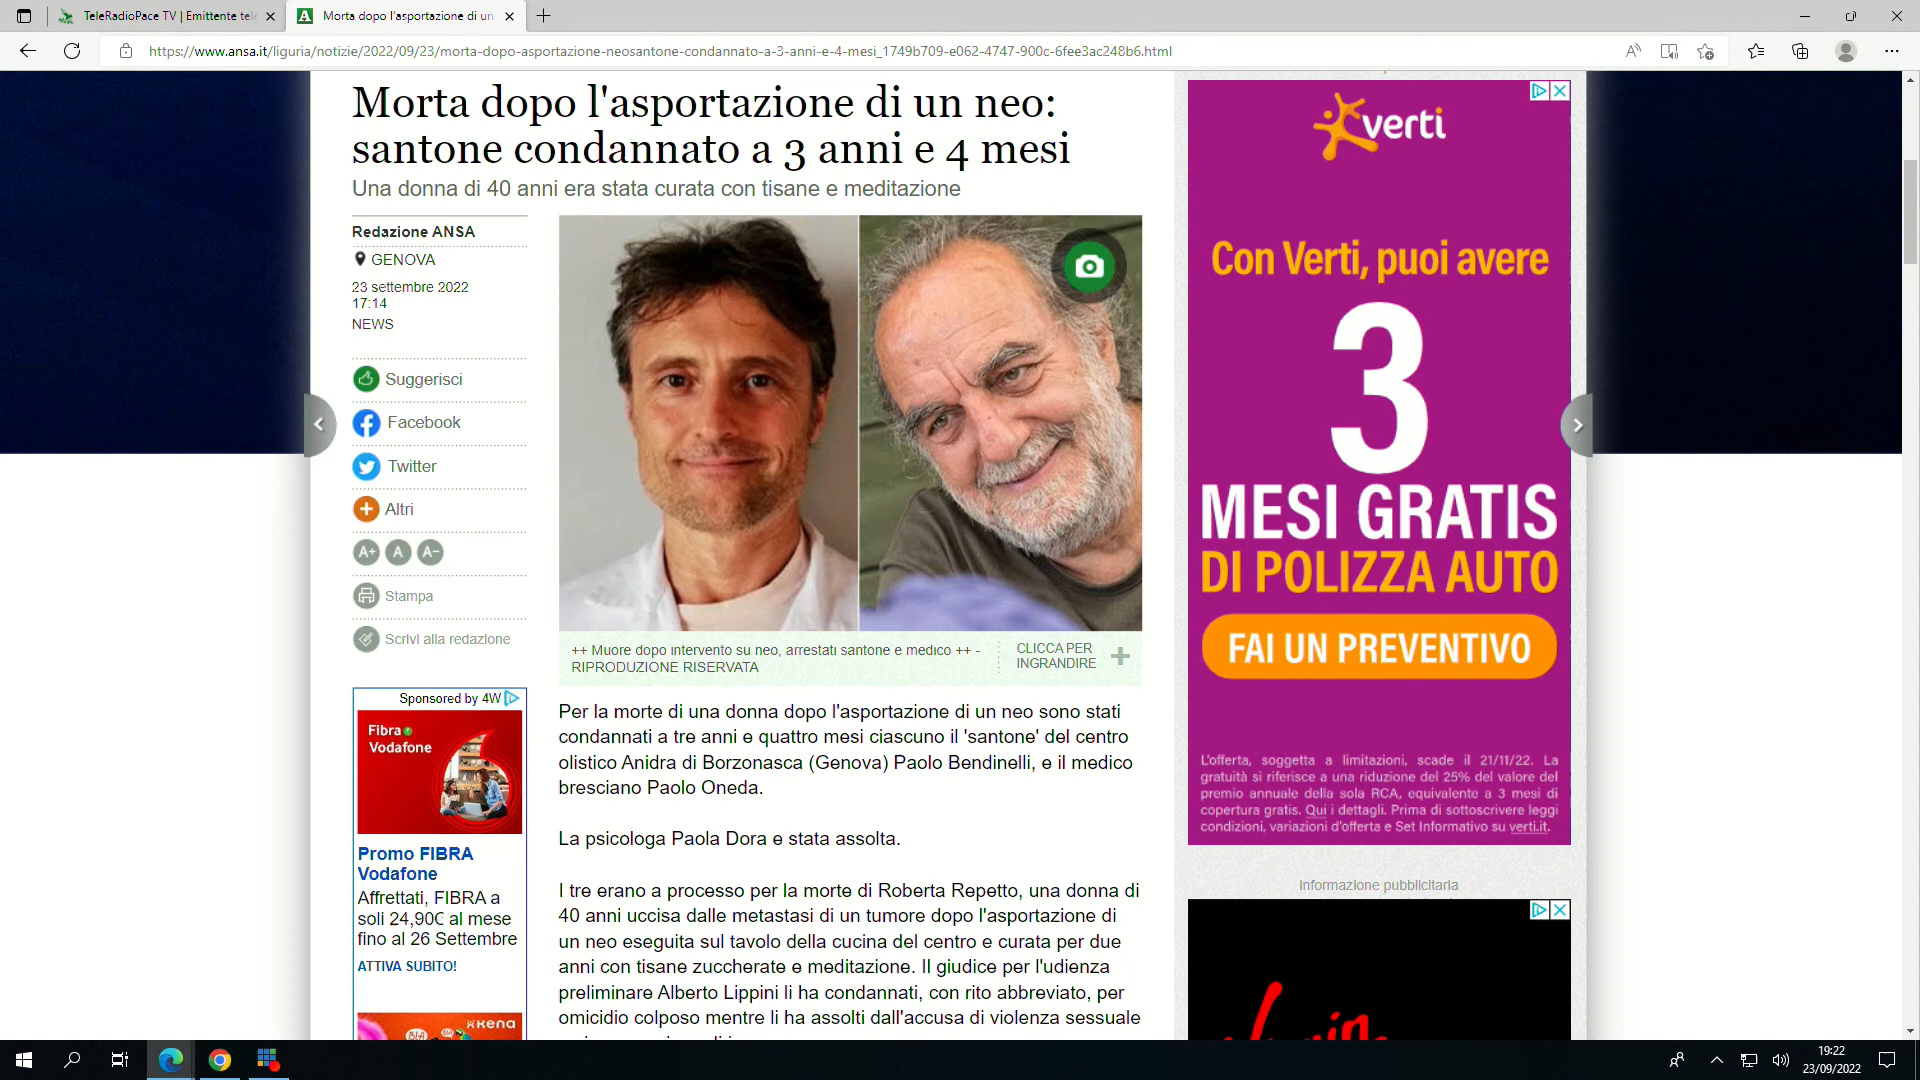 TeleRadioPace TV | Emittente tele
Morta dopo l'asportazione di un
https://www.ansa.it/liguria/notizie/2022/09/23/morta-dopo-asportazione-neosantone-condannato-a-3-anni-e-4-mesi_1749b709-e062-4747-900c-6fee3ac248b6.html
Morta dopo l'asportazione di un neo:
santone condannato a 3 anni e 4 mesi
Una donna di 40 anni era stata curata con tisane e meditazione
Redazione ANSA
GENOVA
23 settembre 2022
17:14
NEWS
Suggerisci
Facebook
Twitter
Altri
A+ A A-
Stampa
Scrivi alla redazione
++ Muore dopo intervento su neo, arrestati santone e medico ++ -
RIPRODUZIONE RISERVATA
CLICCA PER
INGRANDIRE
Per la morte di una donna dopo l'asportazione di un neo sono stati
condannati a tre anni e quattro mesi ciascuno il 'santone' del centro
olistico Anidra di Borzonasca (Genova) Paolo Bendinelli, e il medico
bresciano Paolo Oneda.
La psicologa Paola Dora e stata assolta.
I tre erano a processo per la morte di Roberta Repetto, una donna di
40 anni uccisa dalle metastasi di un tumore dopo l'asportazione di
un neo eseguita sul tavolo della cucina del centro e curata per due
anni con tisane zuccherate e meditazione. Il giudice per l'udienza
preliminare Alberto Lippini li ha condannati, con rito abbreviato, per
omicidio colposo mentre li ha assolti dall'accusa di violenza sessuale
Sponsored by 4W
Fibra
Vodafone
Promo FIBRA
Vodafone
Affrettati, FIBRA a
soli 24,90€ al mese
fino al 26 Settembre
ATTIVA SUBITO!
KENA
verti
Con Verti, puoi avere
3
MESI GRATIS
DI POLIZZA AUTO
FAI UN PREVENTIVO
L'offerta, soggetta a limitazioni, scade il 21/11/22. La
gratuità si riferisce a una riduzione del 25% del valore del
premio annuale della sola RCA, equivalente a 3 mesi di
copertura gratis. Qui i dettagli. Prima di sottoscrivere leggi
condizioni, variazioni d'offerta e Set Informativo su verti.it.
Informazione pubblicitaria
19:22
23/09/2022